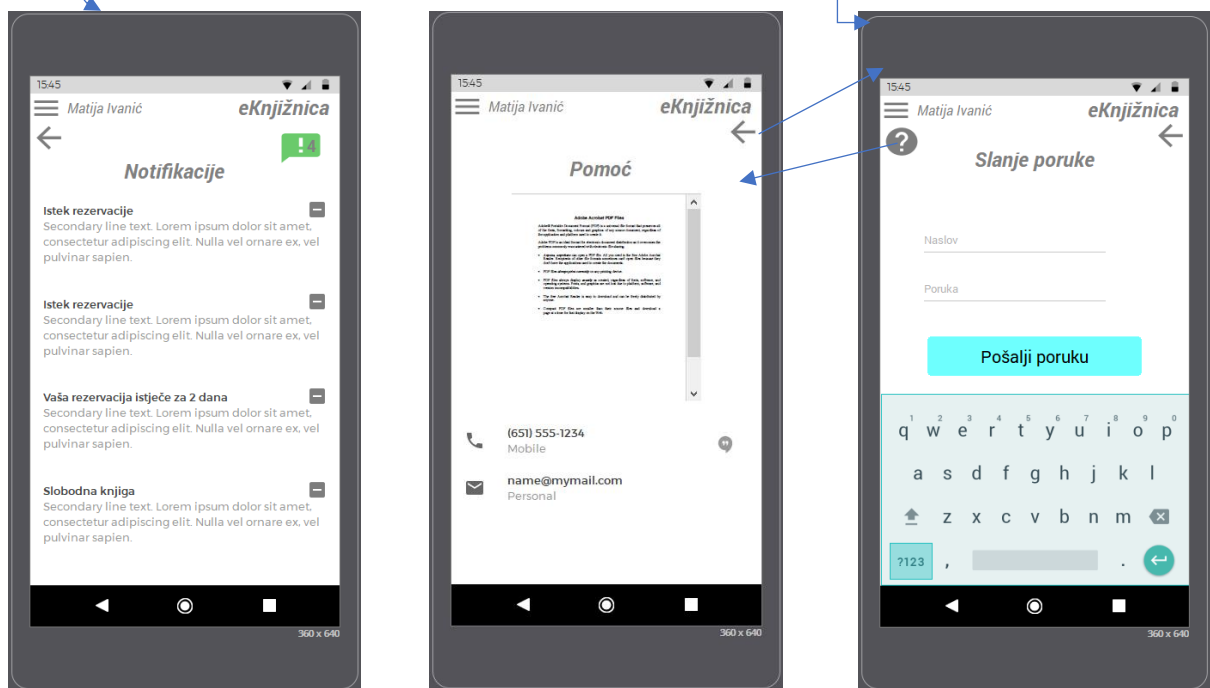 15:45
Matija Ivanić
eKnjižnica
4
Notifikacije
Istek rezervacije
Secondary line text. Lorem ipsum dolor sit amet,
consectetur adipiscing elit. Nulla vel ornare ex, vel
pulvinar sapien.
Istek rezervacije
Secondary line text. Lorem ipsum dolor sit amet,
consectetur adipiscing elit. Nulla vel ornare ex, vel
pulvinar sapien.
Vaša rezervacija istječe za 2 dana
Secondary line text. Lorem ipsum dolor sit amet,
consectetur adipiscing elit. Nulla vel ornare ex, vel
pulvinar sapien.
Slobodna knjiga
Secondary line text. Lorem ipsum dolor sit amet,
consectetur adipiscing elit. Nulla vel ornare ex, vel
pulvinar sapien.
360 x 640
15:45
Matija Ivanić
eKnjižnica
Pomoć
Adobe Acrobat PDF Files
(651) 555-1234
Mobile
name@mymail.com
Personal
360 x 640
15:45
Matija Ivanić
eKnjižnica
?
Slanje poruke
Naslov
Poruka
Pošalji poruku
1 2 3 4 5 6 7 8 9 0
q w e r t y u i o p
a s d f g h j k l
z x c v b n m
?123 , .
360 x 640